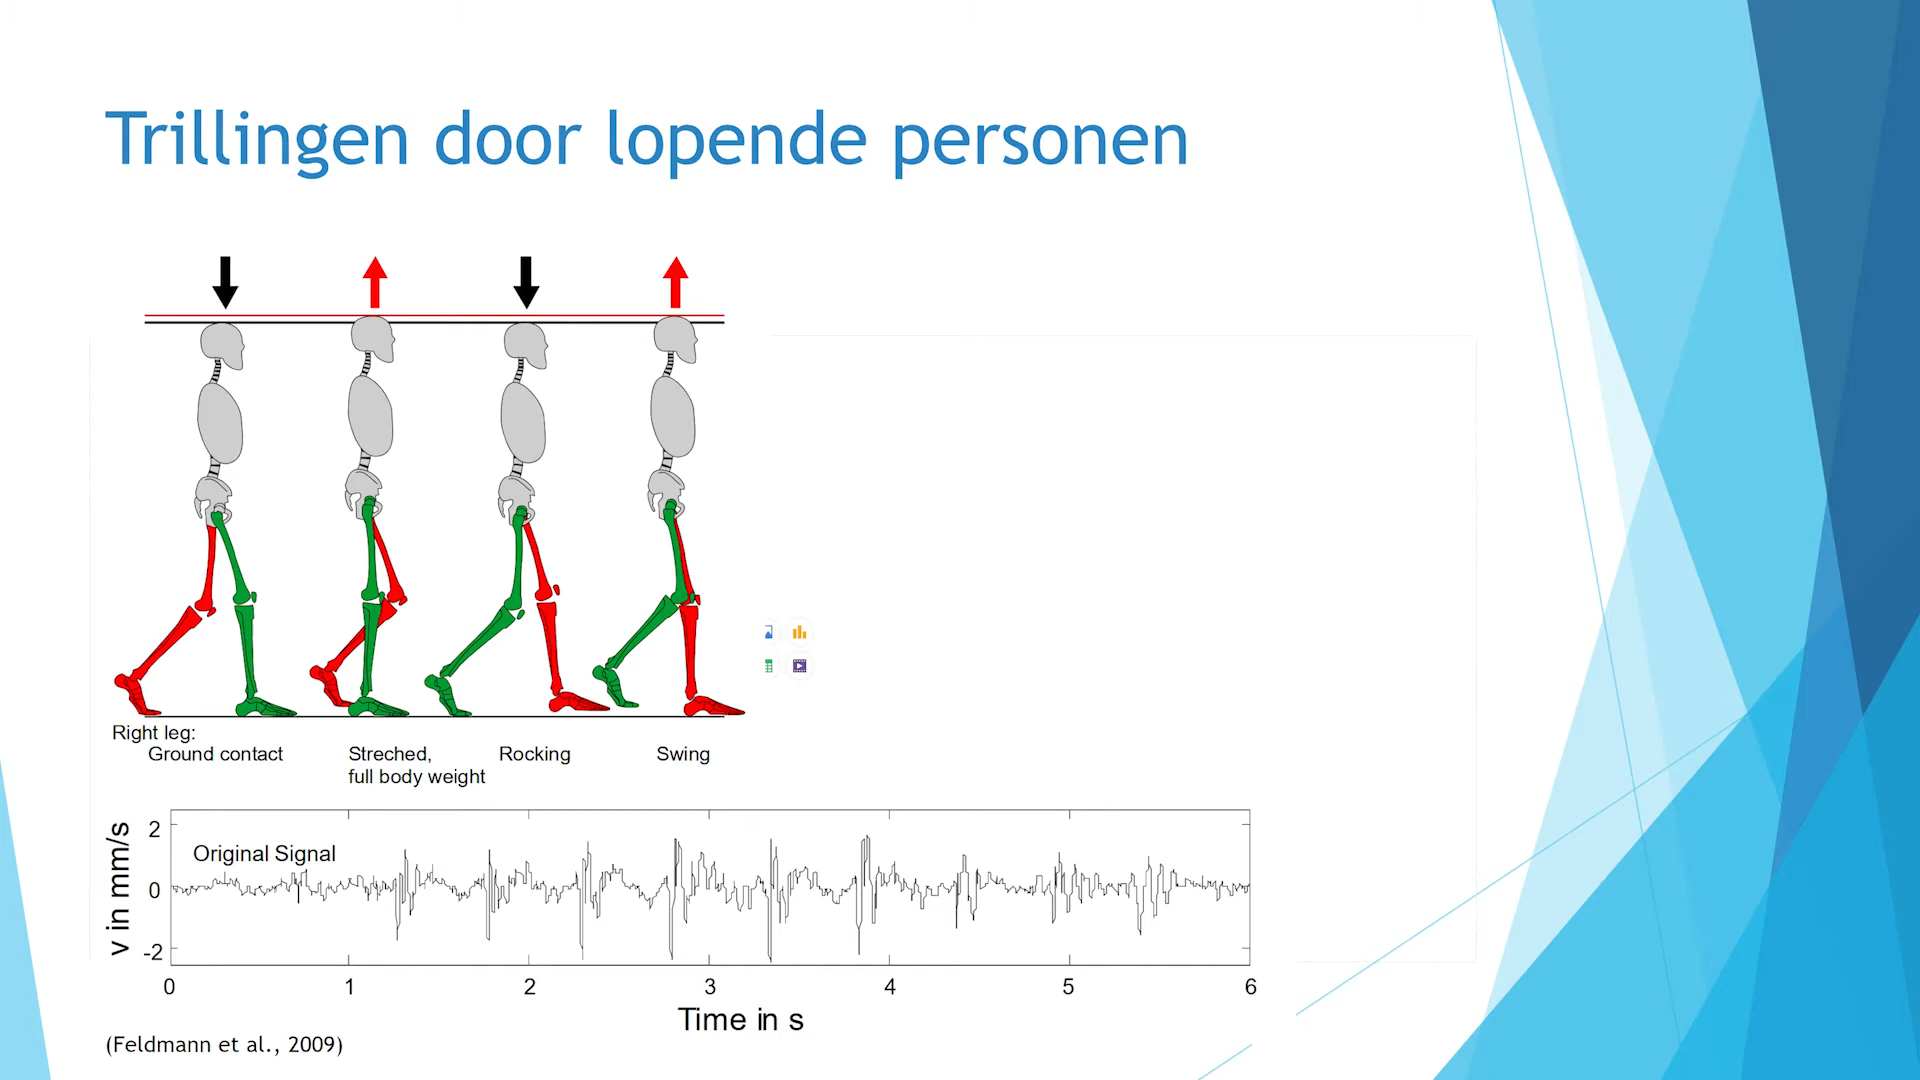 Trillingen door lopende personen
Right leg:
Ground contact
Streched,
full body weight
Rocking
Swing
v in mm/s
2
0
-2
Original Signal
0 1 2 3 4 5 6
Time in s
(Feldmann et al., 2009)